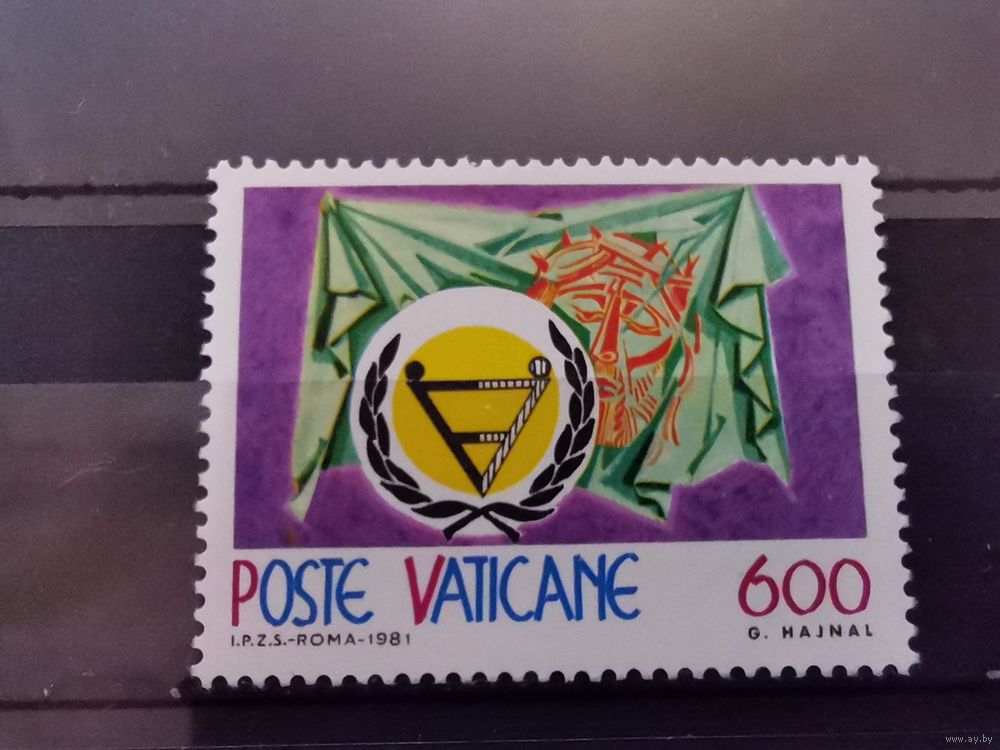 POSTE VATICANE 600
I.P.Z.S.-ROMA-1981 G. HAJNAL
www.ay.by